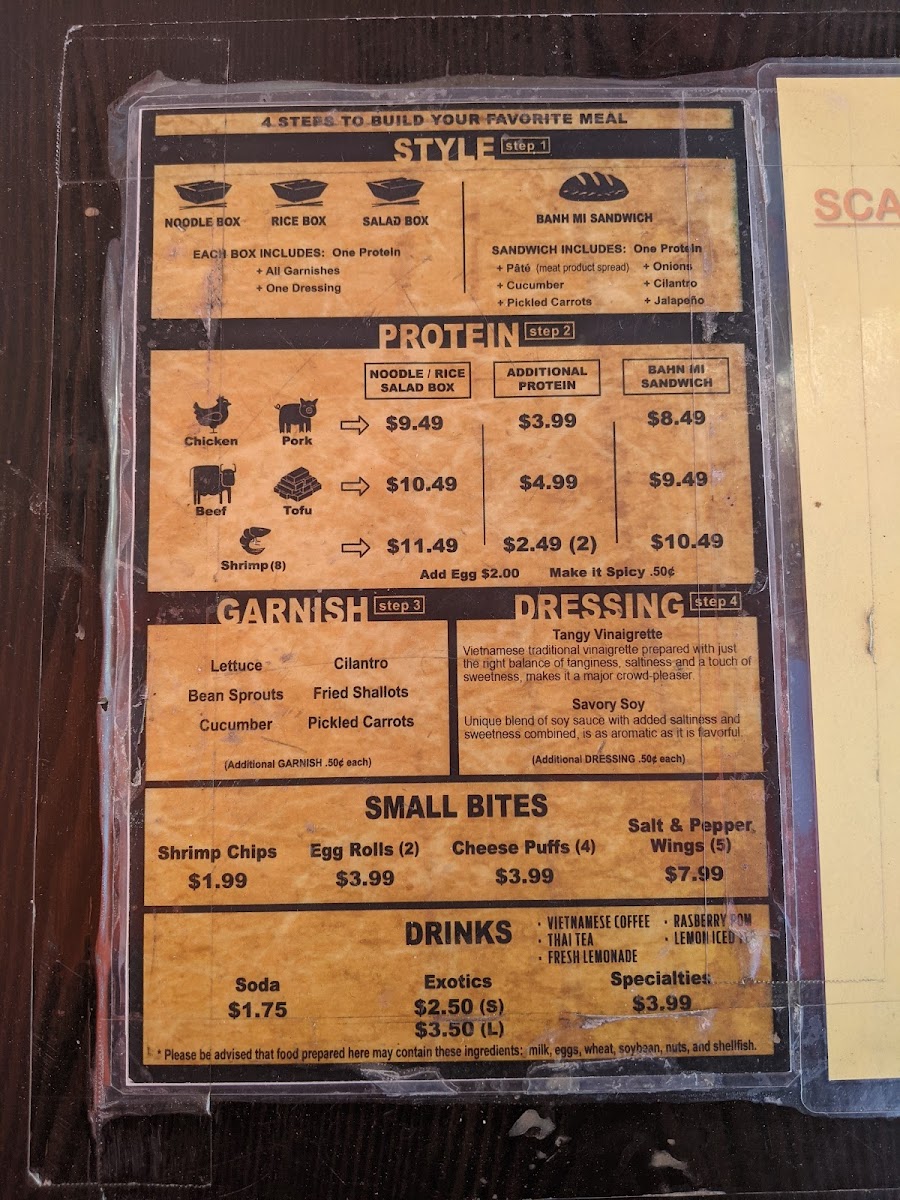 4 STEPS TO BUILD YOUR FAVORITE MEAL
STYLE step 1
NOODLE BOX RICE BOX SALAD BOX
BANH MI SANDWICH
EACH BOX INCLUDES: One Protein
+ All Garnishes
+ One Dressing
SANDWICH INCLUDES: One Protein
+ Pâté (meat product spread) + Onions
+ Cucumber + Cilantro
+ Pickled Carrots + Jalapeño
PROTEIN step 2
NOODLE / RICE SALAD BOX
ADDITIONAL PROTEIN
BAHN MI SANDWICH
Chicken Pork $9.49 $3.99 $8.49
Beef Tofu $10.49 $4.99 $9.49
Shrimp (8) $11.49 $2.49 (2) $10.49
Add Egg $2.00 Make it Spicy .50¢
GARNISH step 3
Lettuce Cilantro
Bean Sprouts Fried Shallots
Cucumber Pickled Carrots
(Additional GARNISH .50¢ each)
DRESSING step 4
Tangy Vinaigrette
Vietnamese traditional vinaigrette prepared with just
the right balance of tanginess, saltiness and a touch of
sweetness, makes it a major crowd-pleaser.
Savory Soy
Unique blend of soy sauce with added saltiness and
sweetness combined, is as aromatic as it is flavorful.
(Additional DRESSING .50¢ each)
SMALL BITES
Shrimp Chips Egg Rolls (2) Cheese Puffs (4) Salt & Pepper Wings (5)
$1.99 $3.99 $3.99 $7.99
DRINKS
· VIETNAMESE COFFEE · RASBERRY POM
· THAI TEA · LEMON ICED
· FRESH LEMONADE
Soda Exotics Specialties
$1.75 $2.50 (S) $3.99
$3.50 (L)
* Please be advised that food prepared here may contain these ingredients: milk, eggs, wheat, soybean, nuts, and shellfish.
SCA